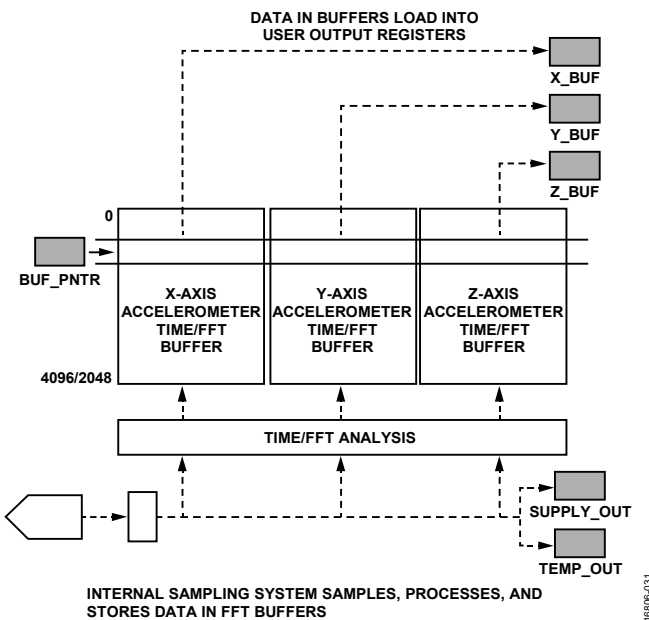 DATA IN BUFFERS LOAD INTO
USER OUTPUT REGISTERS
X_BUF
Y_BUF
Z_BUF
0
BUF_PNTR
X-AXIS
ACCELEROMETER
TIME/FFT
BUFFER
Y-AXIS
ACCELEROMETER
TIME/FFT
BUFFER
Z-AXIS
ACCELEROMETER
TIME/FFT
BUFFER
4096/2048
TIME/FFT ANALYSIS
SUPPLY_OUT
TEMP_OUT
INTERNAL SAMPLING SYSTEM SAMPLES, PROCESSES, AND
STORES DATA IN FFT BUFFERS
16806-031